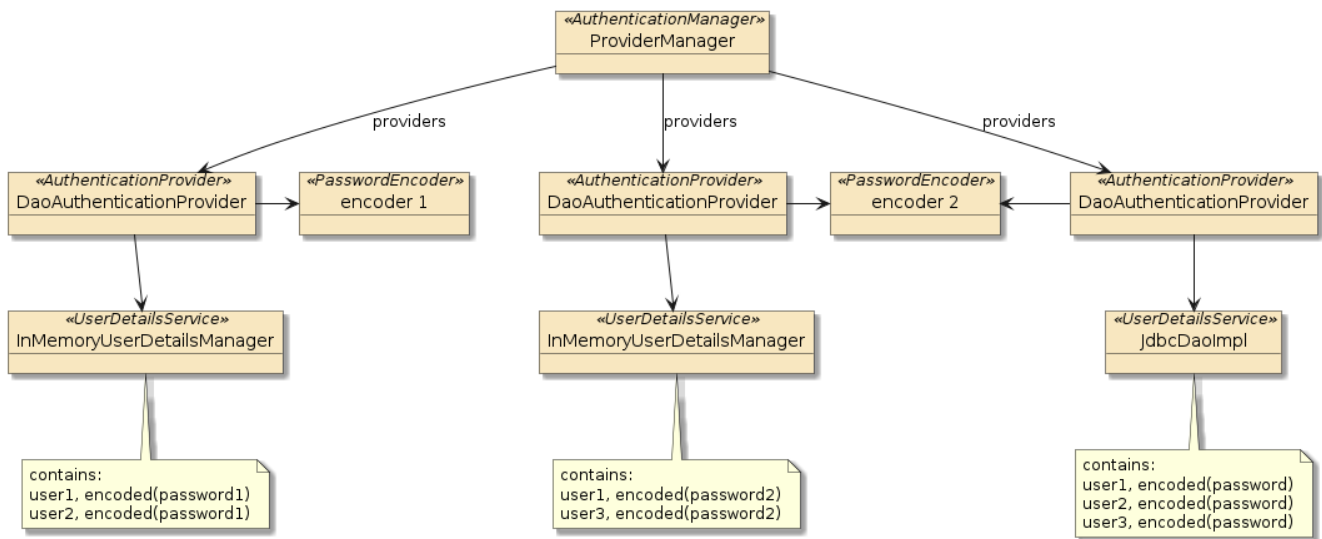 «AuthenticationManager»
ProviderManager
providers
providers
providers
«AuthenticationProvider»
DaoAuthenticationProvider
«PasswordEncoder»
encoder 1
«AuthenticationProvider»
DaoAuthenticationProvider
«PasswordEncoder»
encoder 2
«AuthenticationProvider»
DaoAuthenticationProvider
«UserDetailsService»
InMemoryUserDetailsManager
«UserDetailsService»
InMemoryUserDetailsManager
«UserDetailsService»
JdbcDaoImpl
contains:
user1, encoded(password1)
user2, encoded(password1)
contains:
user1, encoded(password2)
user3, encoded(password2)
contains:
user1, encoded(password)
user2, encoded(password)
user3, encoded(password)